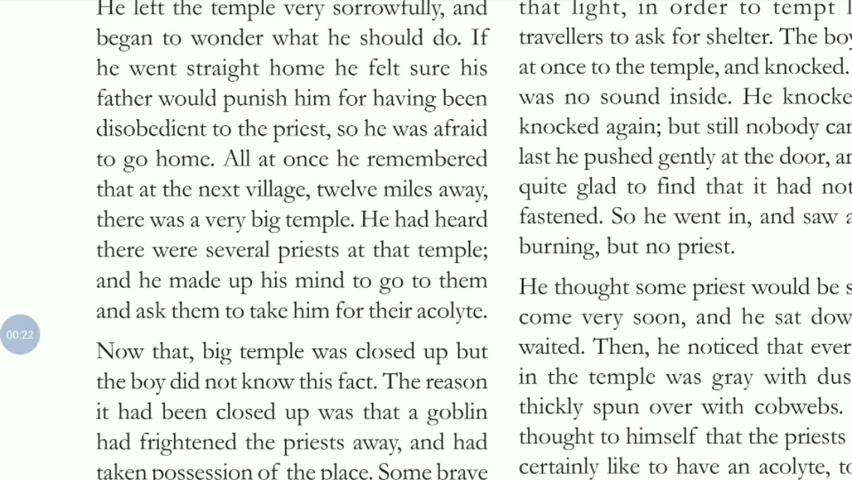 He left the temple very sorrowfully, and
began to wonder what he should do. If
he went straight home he felt sure his
father would punish him for having been
disobedient to the priest, so he was afraid
to go home. All at once he remembered
that at the next village, twelve miles away,
there was a very big temple. He had heard
there were several priests at that temple;
and he made up his mind to go to them
and ask them to take him for their acolyte.
Now that, big temple was closed up but
the boy did not know this fact. The reason
it had been closed up was that a goblin
had frightened the priests away, and had
taken possession of the place. Some brave
that light, in order to tempt
travellers to ask for shelter. The boy
at once to the temple, and knocked.
was no sound inside. He knocke
knocked again; but still nobody
last he pushed gently at the door,
quite glad to find that it had not
fastened. So he went in, and saw
burning, but no priest.
He thought some priest would be
come very soon, and he sat
waited. Then, he noticed that
in the temple was gray with
thickly spun over with cobwebs.
thought to himself that the priests
certainly like to have an acolyte,
00:22